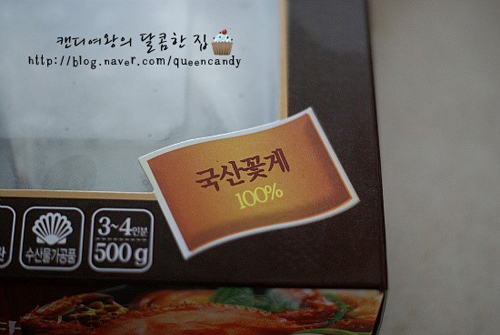 캔디여왕의 달콤한 집
http://blog.naver.com/queencandy
국산꽃게
100%
수산물가공품
3~4인분
500g